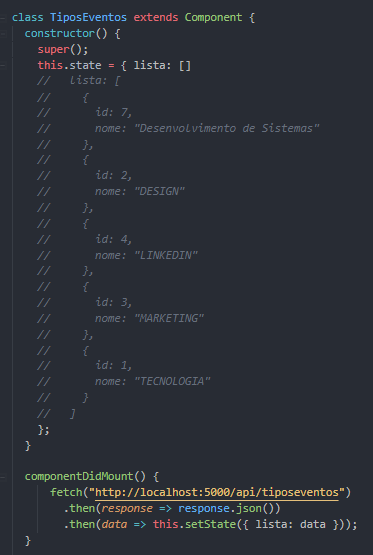 class TiposEventos extends Component {
  constructor() {
    super();
    this.state = { lista: []
    //   lista: [
    //     {
    //       id: 7,
    //       nome: "Desenvolvimento de Sistemas"
    //     },
    //     {
    //       id: 2,
    //       nome: "DESIGN"
    //     },
    //     {
    //       id: 4,
    //       nome: "LINKEDIN"
    //     },
    //     {
    //       id: 3,
    //       nome: "MARKETING"
    //     },
    //     {
    //       id: 1,
    //       nome: "TECNOLOGIA"
    //     }
    //   ]
    };
  }
  componentDidMount() {
      fetch("http://localhost:5000/api/tiposeventos")
        .then(response => response.json())
        .then(data => this.setState({ lista: data }));
  }